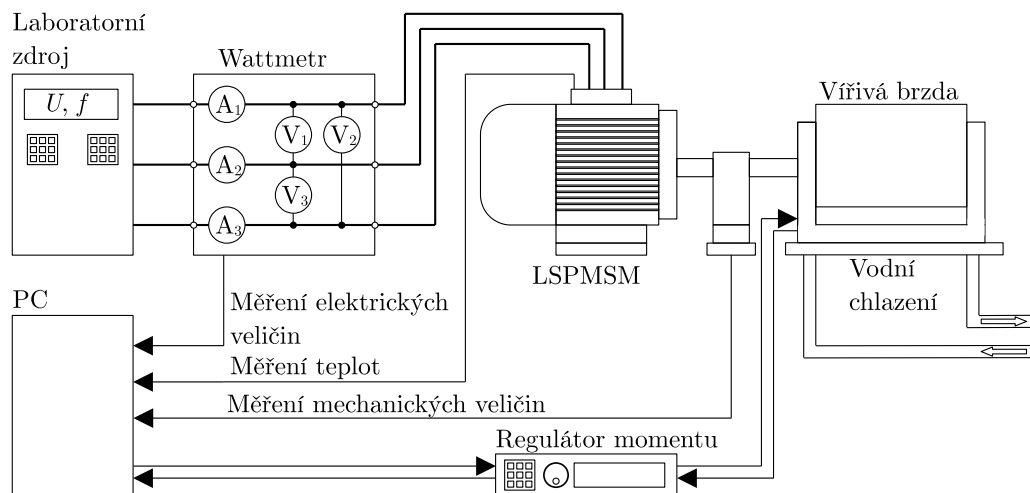 Laboratorní
zdroj
Wattmetr
U, f
A1
V1
V2
A2
V3
A3
Vířivá brzda
LSPMSM
Vodní
chlazení
PC
Měření elektrických
veličin
Měření teplot
Měření mechanických veličin
Regulátor momentu